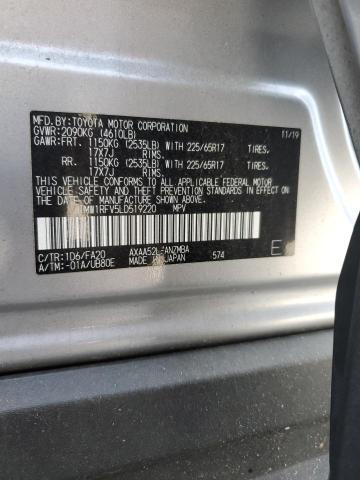 MFD.BY:TOYOTA MOTOR CORPORATION 11/19
GVWR:2090KG (4610LB)
GAWR:FRT. 1150KG (2535LB) WITH 225/65R17 TIRES,
17X7J RIMS.
RR. 1150KG (2535LB) WITH 225/65R17 TIRES,
17X7J RIMS.
THIS VEHICLE CONFORMS TO ALL APPLICABLE FEDERAL MOTOR
VEHICLE SAFETY AND BUMPER STANDARDS IN EFFECT ON THE
DATE OF MANUFACTURE SHOWN ABOVE.
MPV
C/TR:1D6/FA20 AXAA52L-ANZMBA
A/TM:-01A/UB80E MADE IN JAPAN 574
E